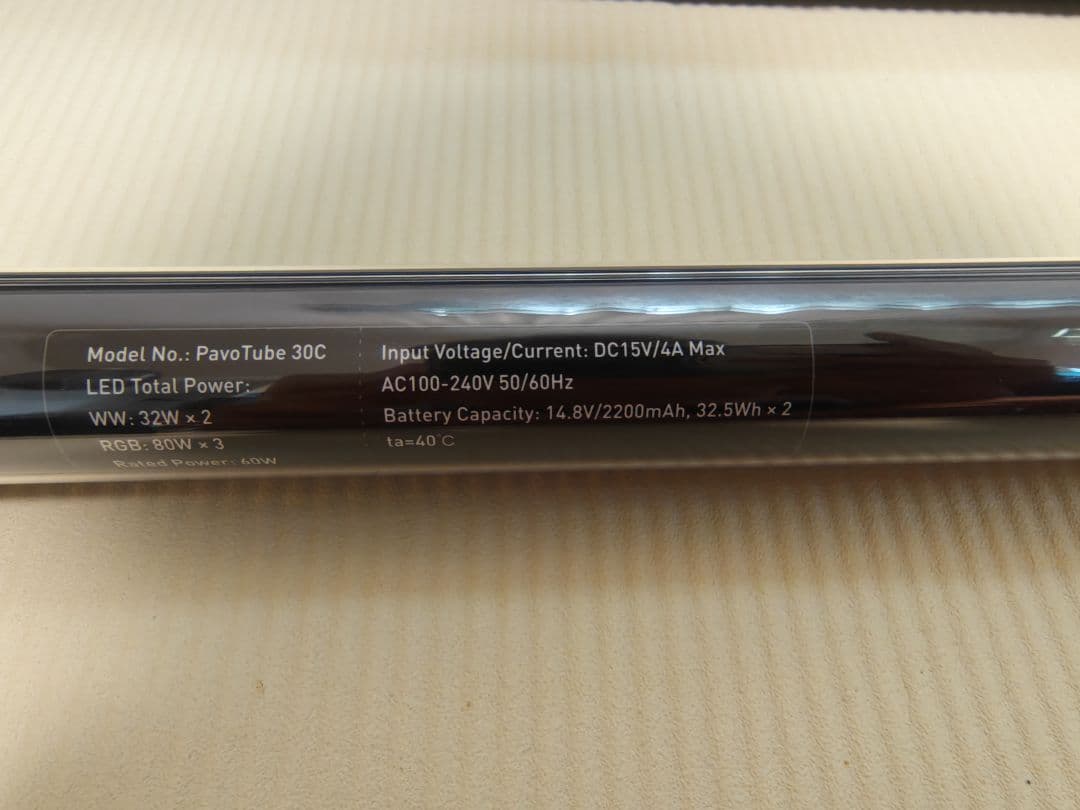 Model No.: PavoTube 30C
LED Total Power:
WW: 32W × 2
RGB: 80W × 3
Rated Power: 60W
Input Voltage/Current: DC15V/4A Max
AC100-240V 50/60Hz
Battery Capacity: 14.8V/2200mAh, 32.5Wh × 2
ta=40°C